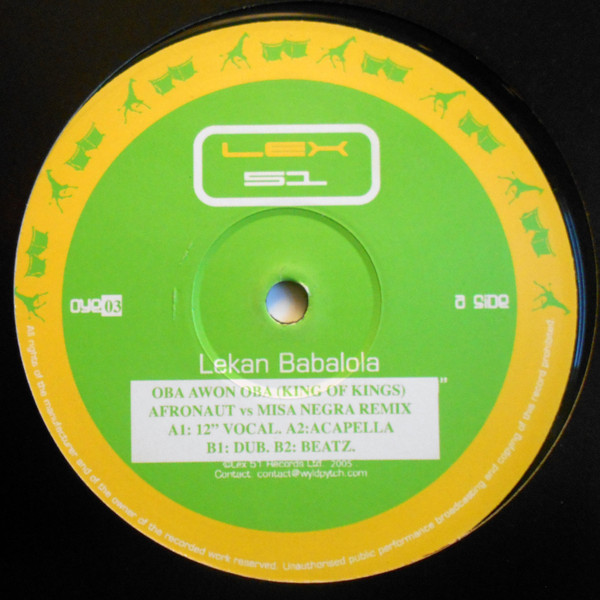 LEX
51
oye 03
a side
Lekan Babalola
"
OBA AWON OBA (KING OF KINGS)
AFRONAUT vs MISA NEGRA REMIX
A1: 12” VOCAL. A2:ACAPELLA
B1: DUB. B2: BEATZ.
©Lex 51 Records Ltd. 2005
Contact. contact@wyldpytch.com
All rights of the manufacturer and of the owner of the recorded work reserved. Unauthorised public performance broadcasting and copying of the record prohibited